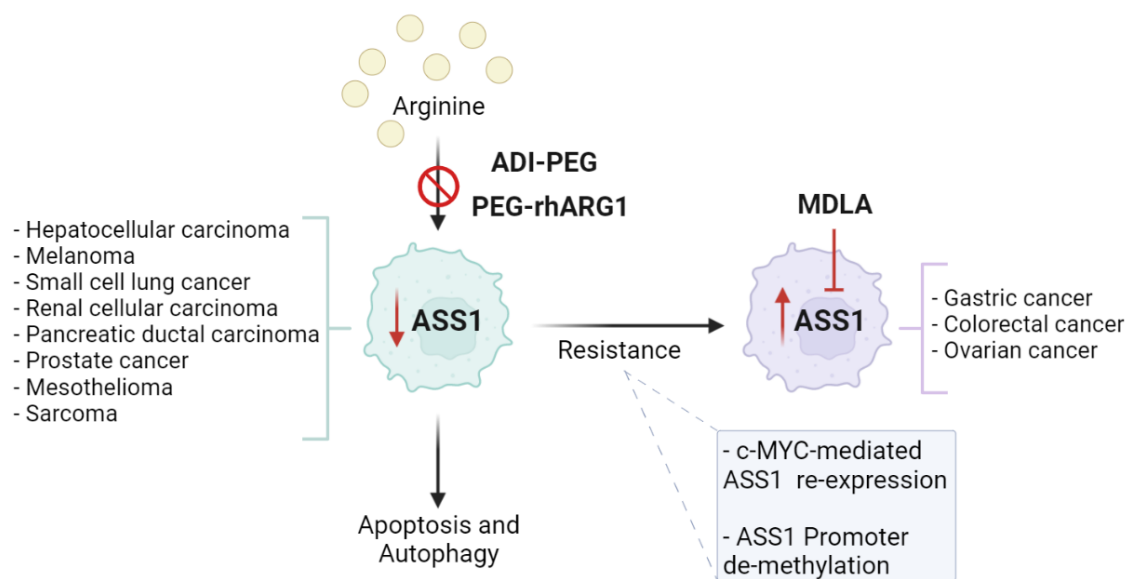 Arginine
ADI-PEG
PEG-rhARG1
- Hepatocellular carcinoma
- Melanoma
- Small cell lung cancer
- Renal cellular carcinoma
- Pancreatic ductal carcinoma
- Prostate cancer
- Mesothelioma
- Sarcoma
ASS1
Resistance
MDLA
ASS1
- Gastric cancer
- Colorectal cancer
- Ovarian cancer
- c-MYC-mediated
ASS1 re-expression
- ASS1 Promoter
de-methylation
Apoptosis and
Autophagy